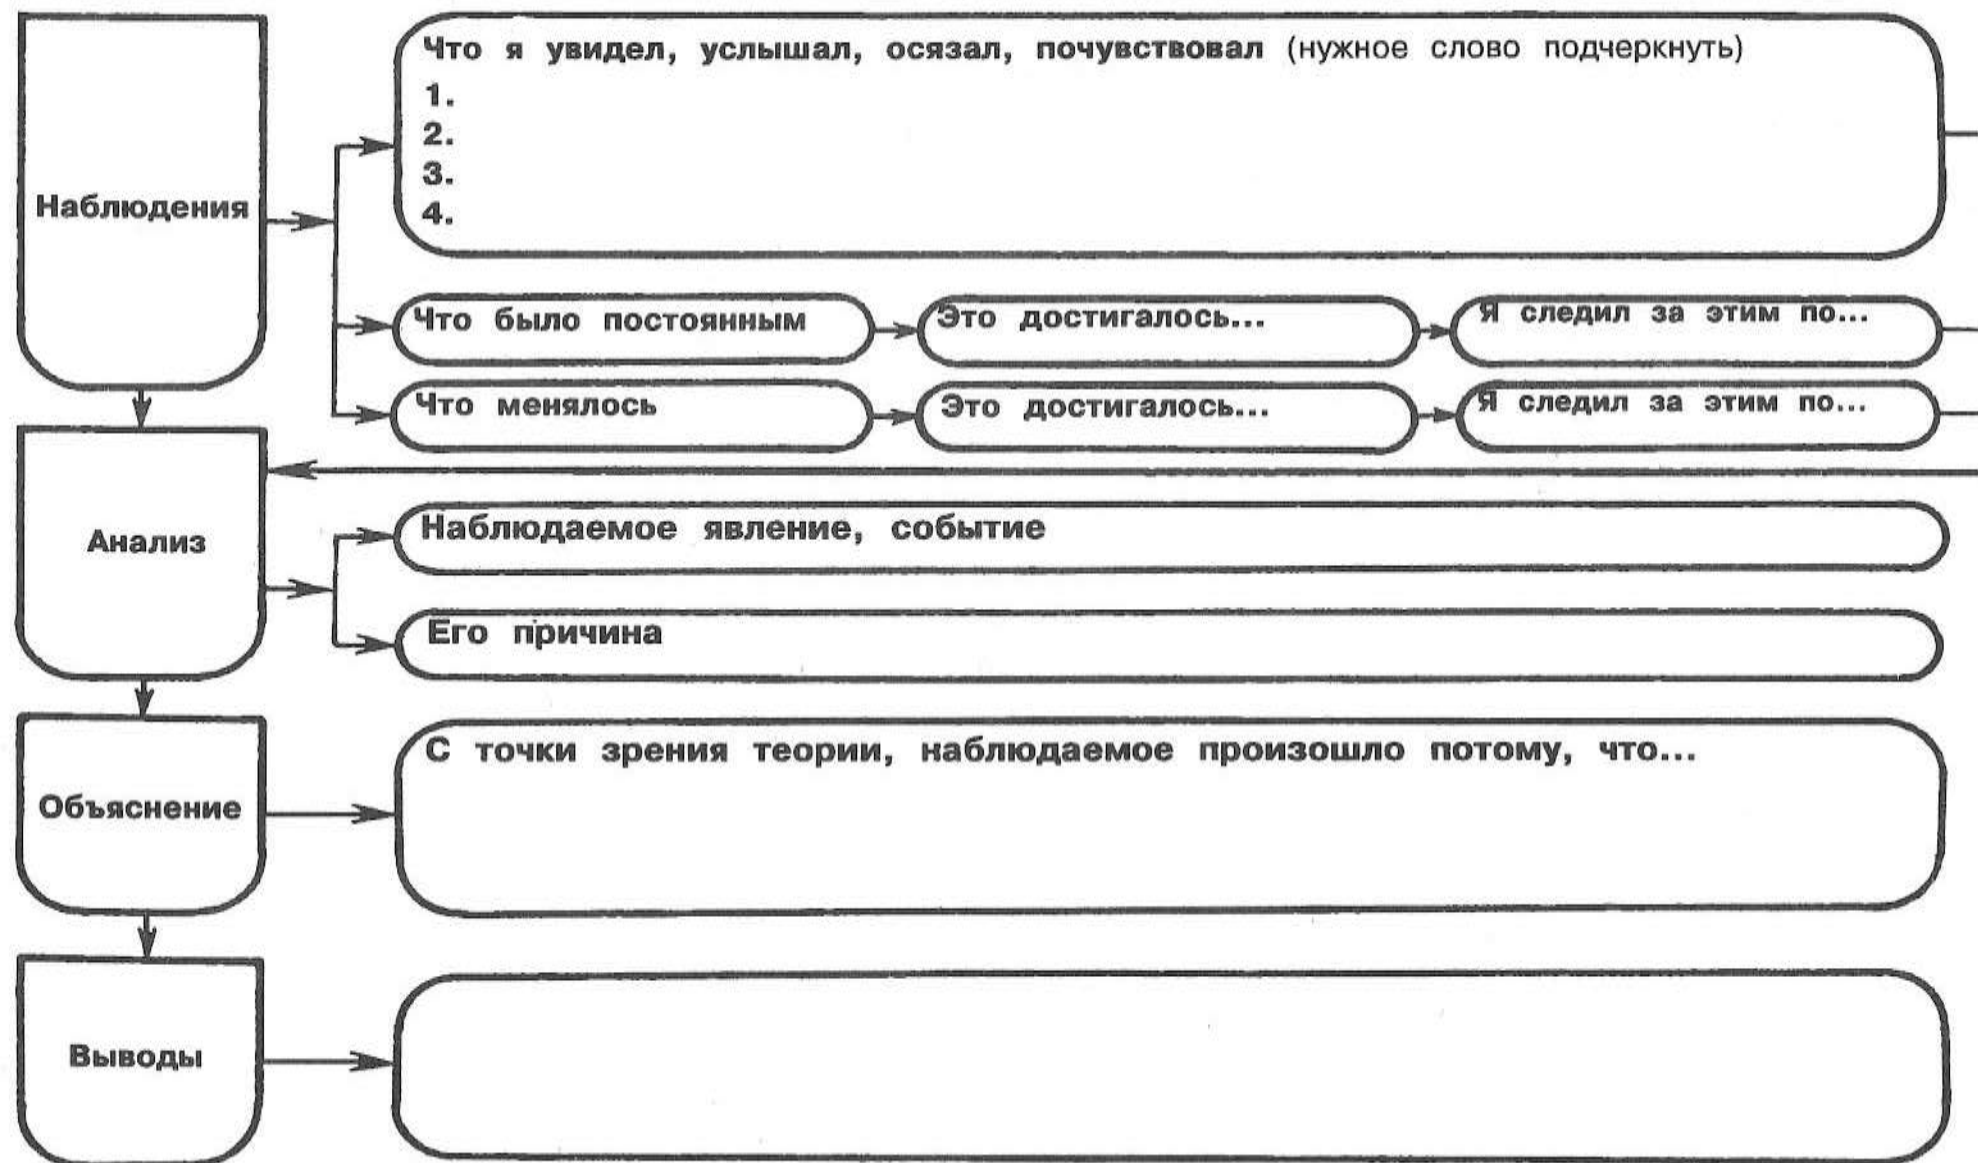 Наблюдения
Что я увидел, услышал, осязал, почувствовал (нужное слово подчеркнуть)
1.
2.
3.
4.
Что было постоянным
Это достигалось...
Я следил за этим по...
Что менялось
Это достигалось...
Я следил за этим по...
Анализ
Наблюдаемое явление, событие
Его причина
Объяснение
С точки зрения теории, наблюдаемое произошло потому, что...
Выводы